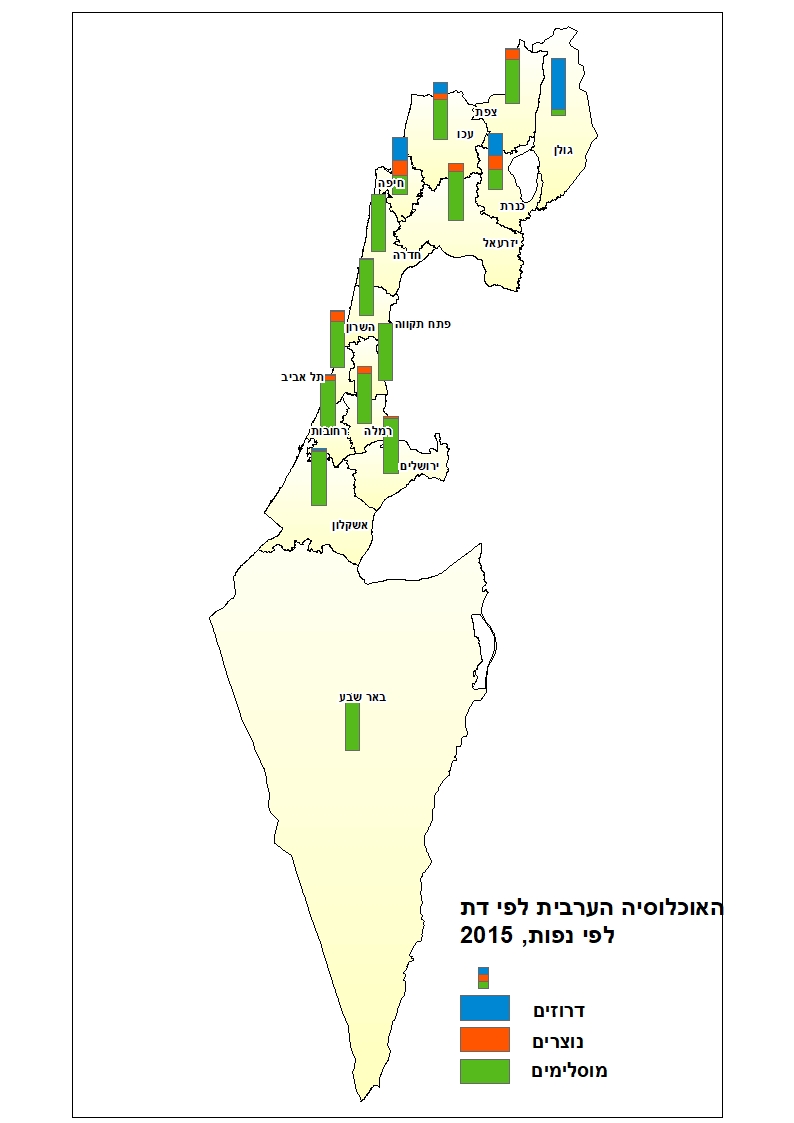 צפת
עכו
גולן
חיפה
כנרת
יזרעאל
חדרה
השרון
פתח תקווה
תל אביב
רחובות
רמלה
ירושלים
אשקלון
באר שבע
האוכלוסיה הערבית לפי דת
לפי נפות, 2015
דרוזים
נוצרים
מוסלימים